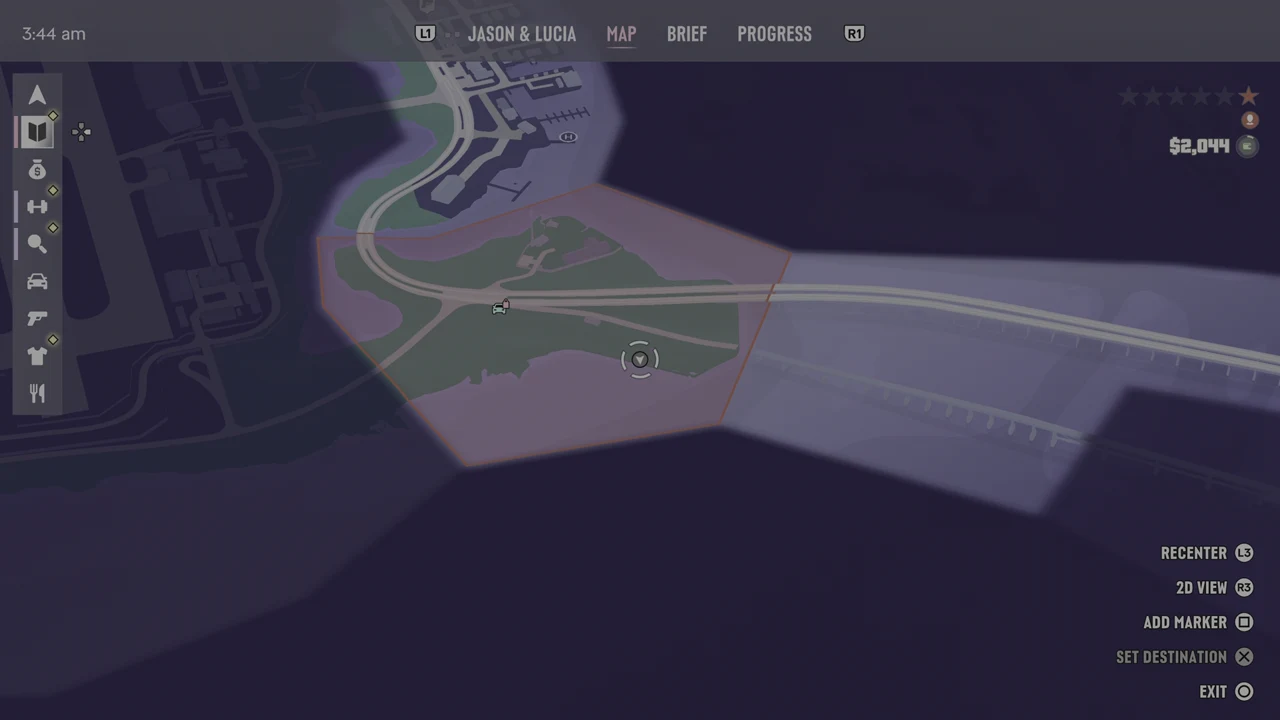 3:44 am
L1 JASON & LUCIA MAP BRIEF PROGRESS R1
$2,044
RECENTER L3
2D VIEW R3
ADD MARKER
SET DESTINATION
EXIT